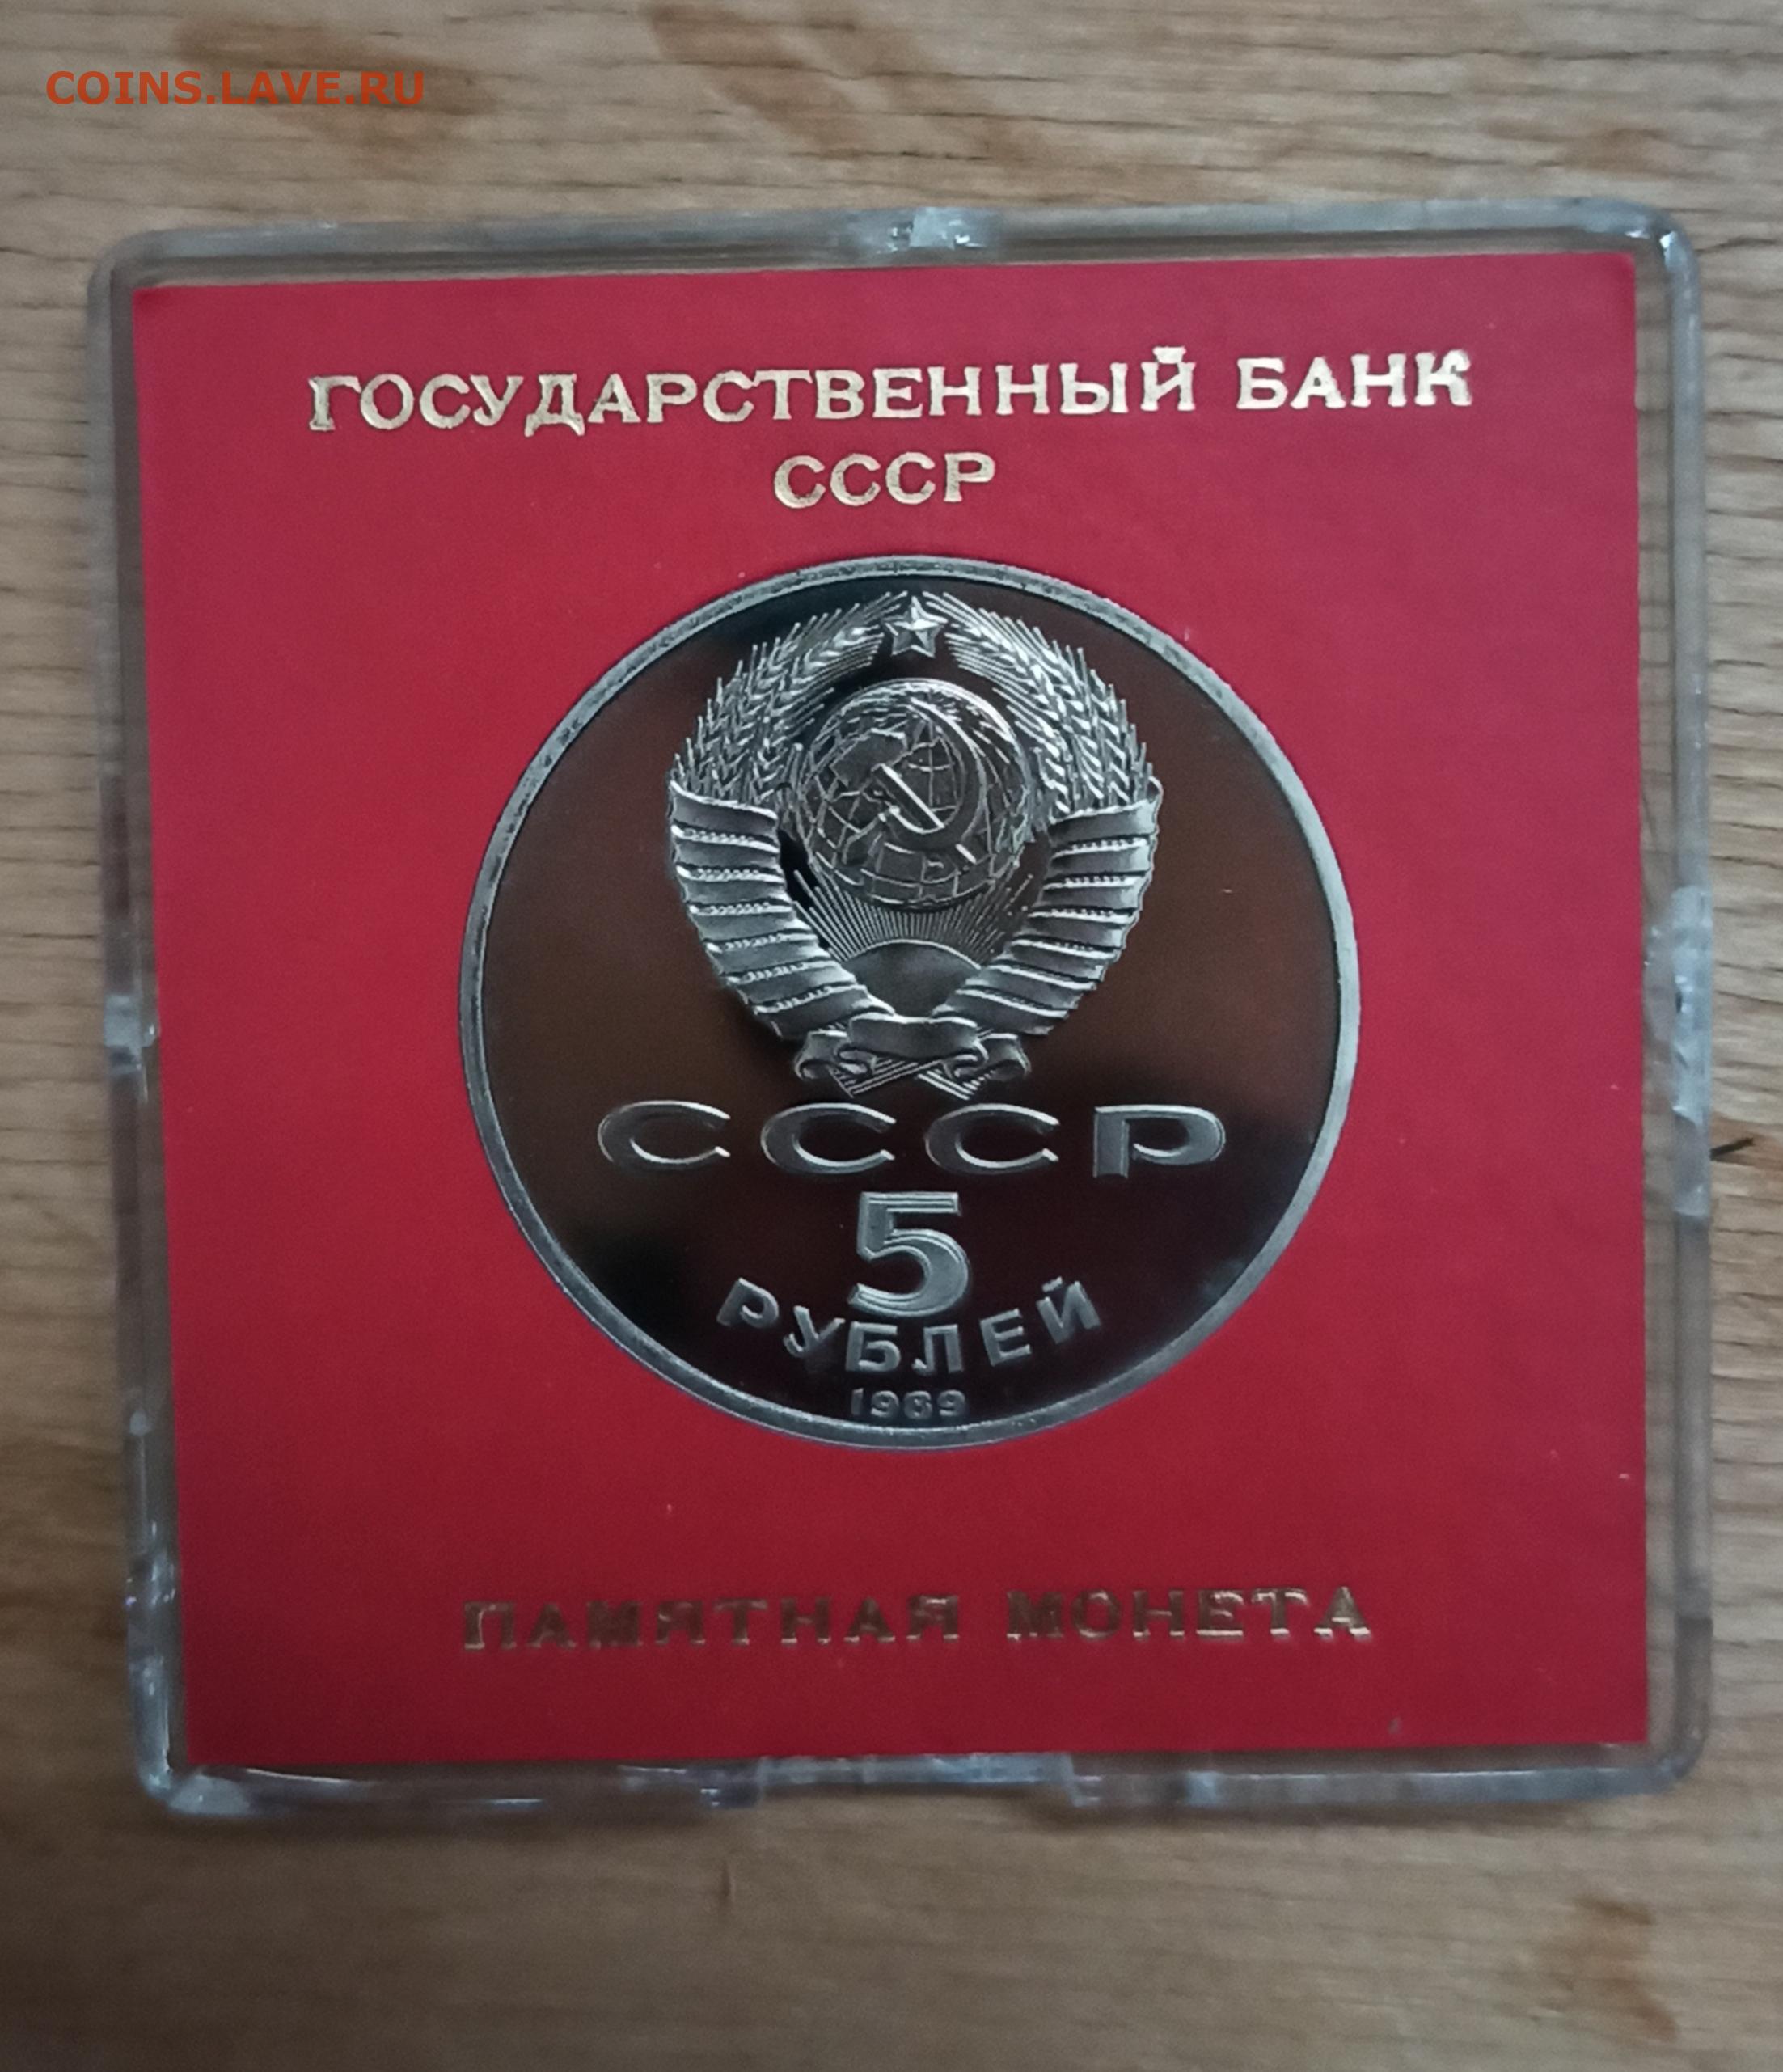 COINS.LAVE.RU
ГОСУДАРСТВЕННЫЙ БАНК
СССР
СССР
5
РУБЛЕЙ
1989
ПАМЯТНАЯ МОНЕТА